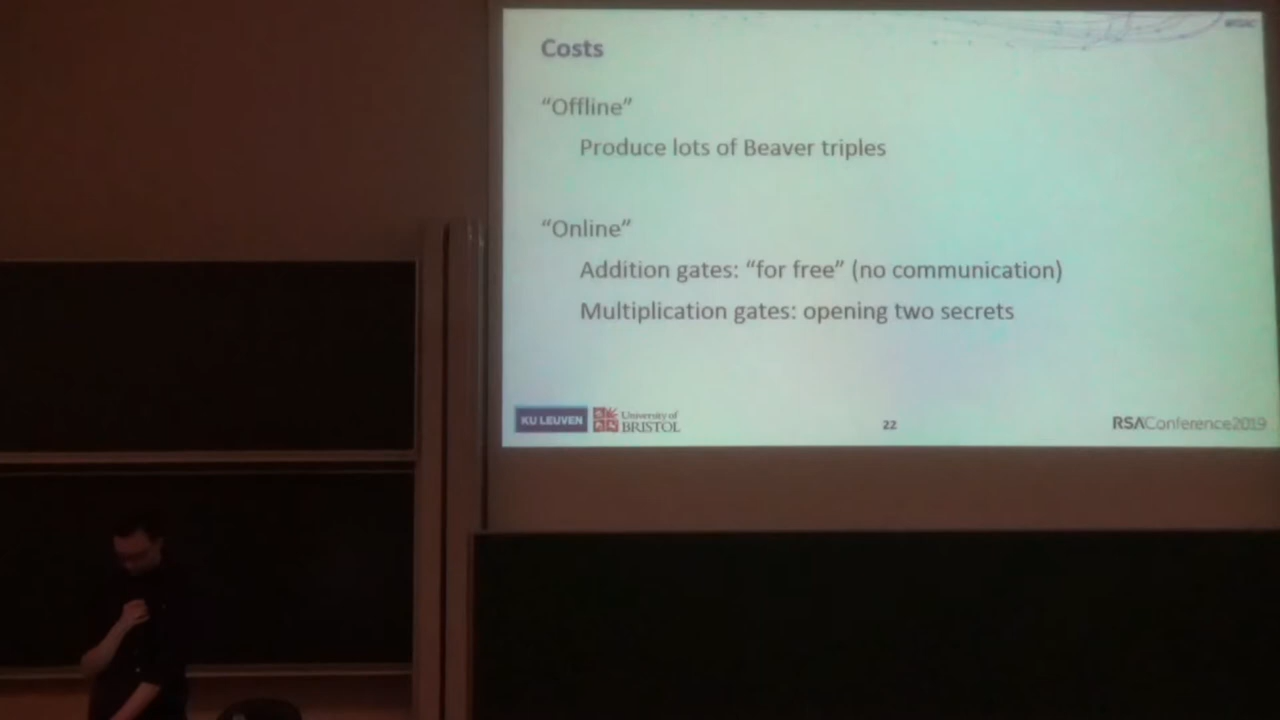 Costs
“Offline”
Produce lots of Beaver triples
“Online”
Addition gates: “for free” (no communication)
Multiplication gates: opening two secrets
KU LEUVEN
University of
BRISTOL
22
RSAConference2019